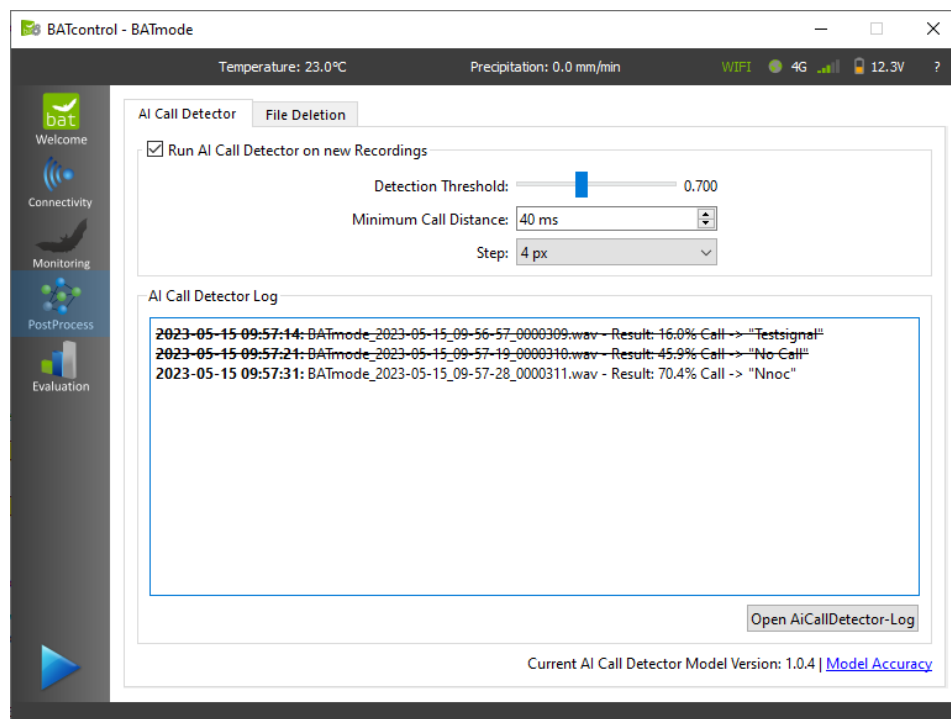 BATcontrol - BATmode
Temperature: 23.0°C Precipitation: 0.0 mm/min WIFI 4G 12.3V ?
bat
Welcome
Connectivity
Monitoring
PostProcess
Evaluation
AI Call Detector File Deletion
Run AI Call Detector on new Recordings
Detection Threshold: 0.700
Minimum Call Distance: 40 ms
Step: 4 px
AI Call Detector Log
2023-05-15 09:57:14: BATmode_2023-05-15_09-56-57_0000309.wav - Result: 16.0% Call -> "Testsignal"
2023-05-15 09:57:21: BATmode_2023-05-15_09-57-19_0000310.wav - Result: 45.9% Call -> "No Call"
2023-05-15 09:57:31: BATmode_2023-05-15_09-57-28_0000311.wav - Result: 70.4% Call -> "Nnoc"
Open AiCallDetector-Log
Current AI Call Detector Model Version: 1.0.4 | Model Accuracy